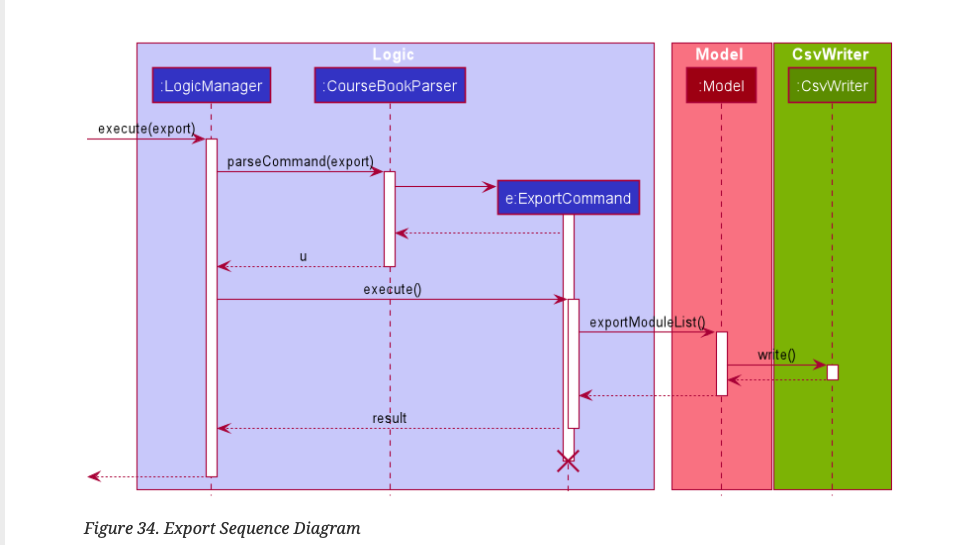 Logic
Model
CsvWriter
:LogicManager
:CourseBookParser
:Model
:CsvWriter
execute(export)
parseCommand(export)
e:ExportCommand
u
execute()
exportModuleList()
write()
result
Figure 34. Export Sequence Diagram